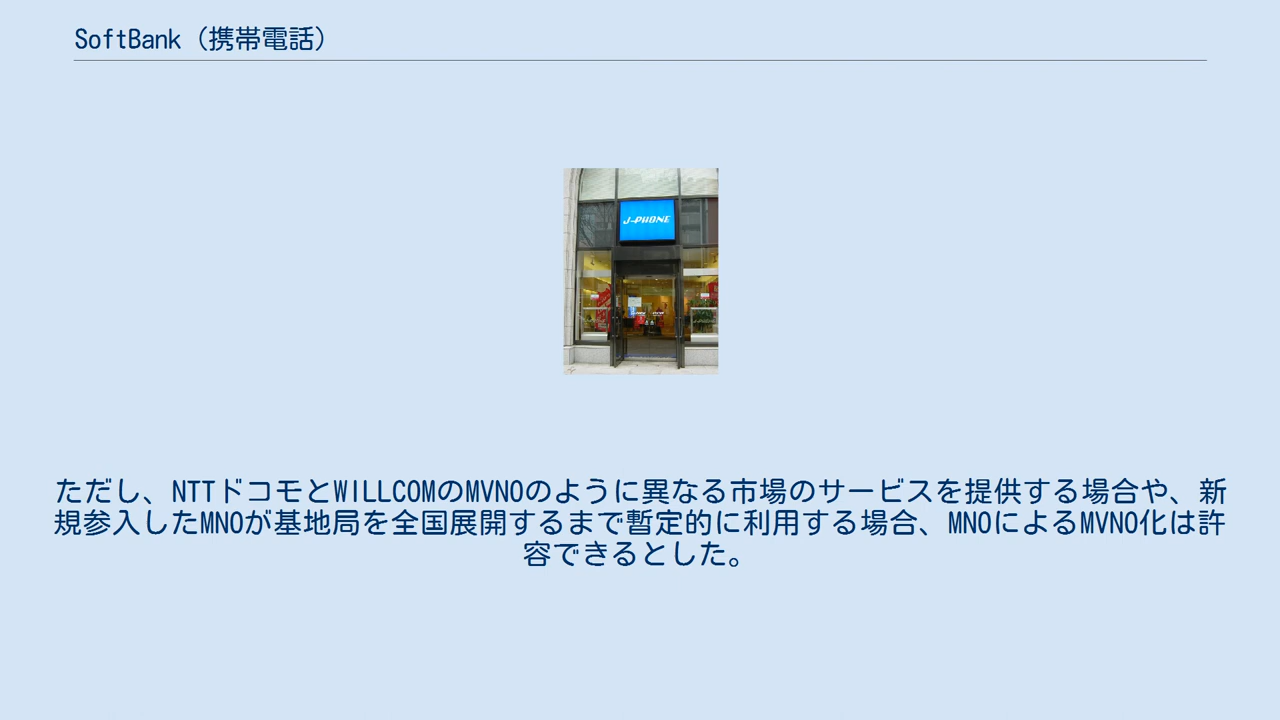 SoftBank（携帯電話）
J-PHONE
ただし、NTTドコモとWILLCOMのMVNOのように異なる市場のサービスを提供する場合や、新
規参入したMNOが基地局を全国展開するまで暫定的に利用する場合、MNOによるMVNO化は許
容できるとした。